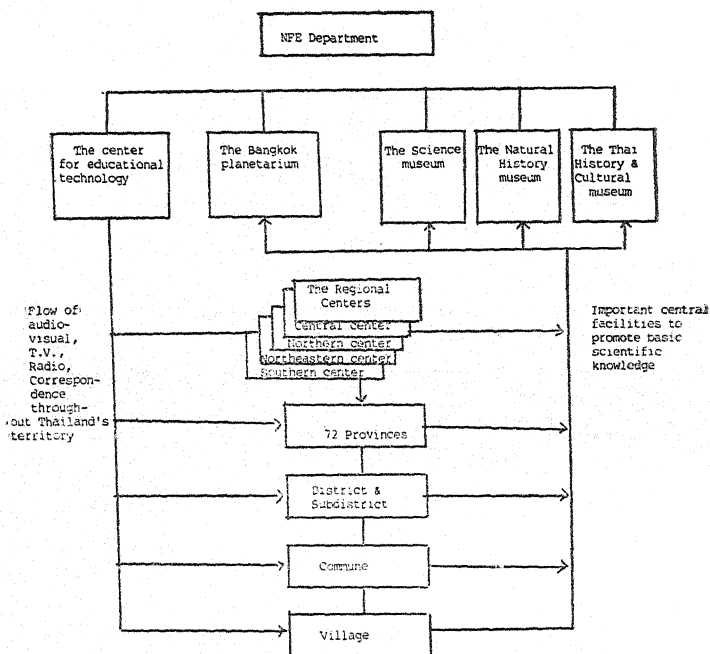 NFE Department
The center
for educational
technology
The Bangkok
planetarium
The Science
museum
The Natural
History
museum
The Thai
History &
Cultural
museum
The Regional
Centers
Central center
Northern center
Northeastern center
Southern center
Flow of
audio-
visual,
T.V.,
Radio,
Correspon-
dence
through-
out Thailand's
territory
Important central
facilities to
promote basic
scientific
knowledge
72 Provinces
District &
Subdistrict
Commune
Village